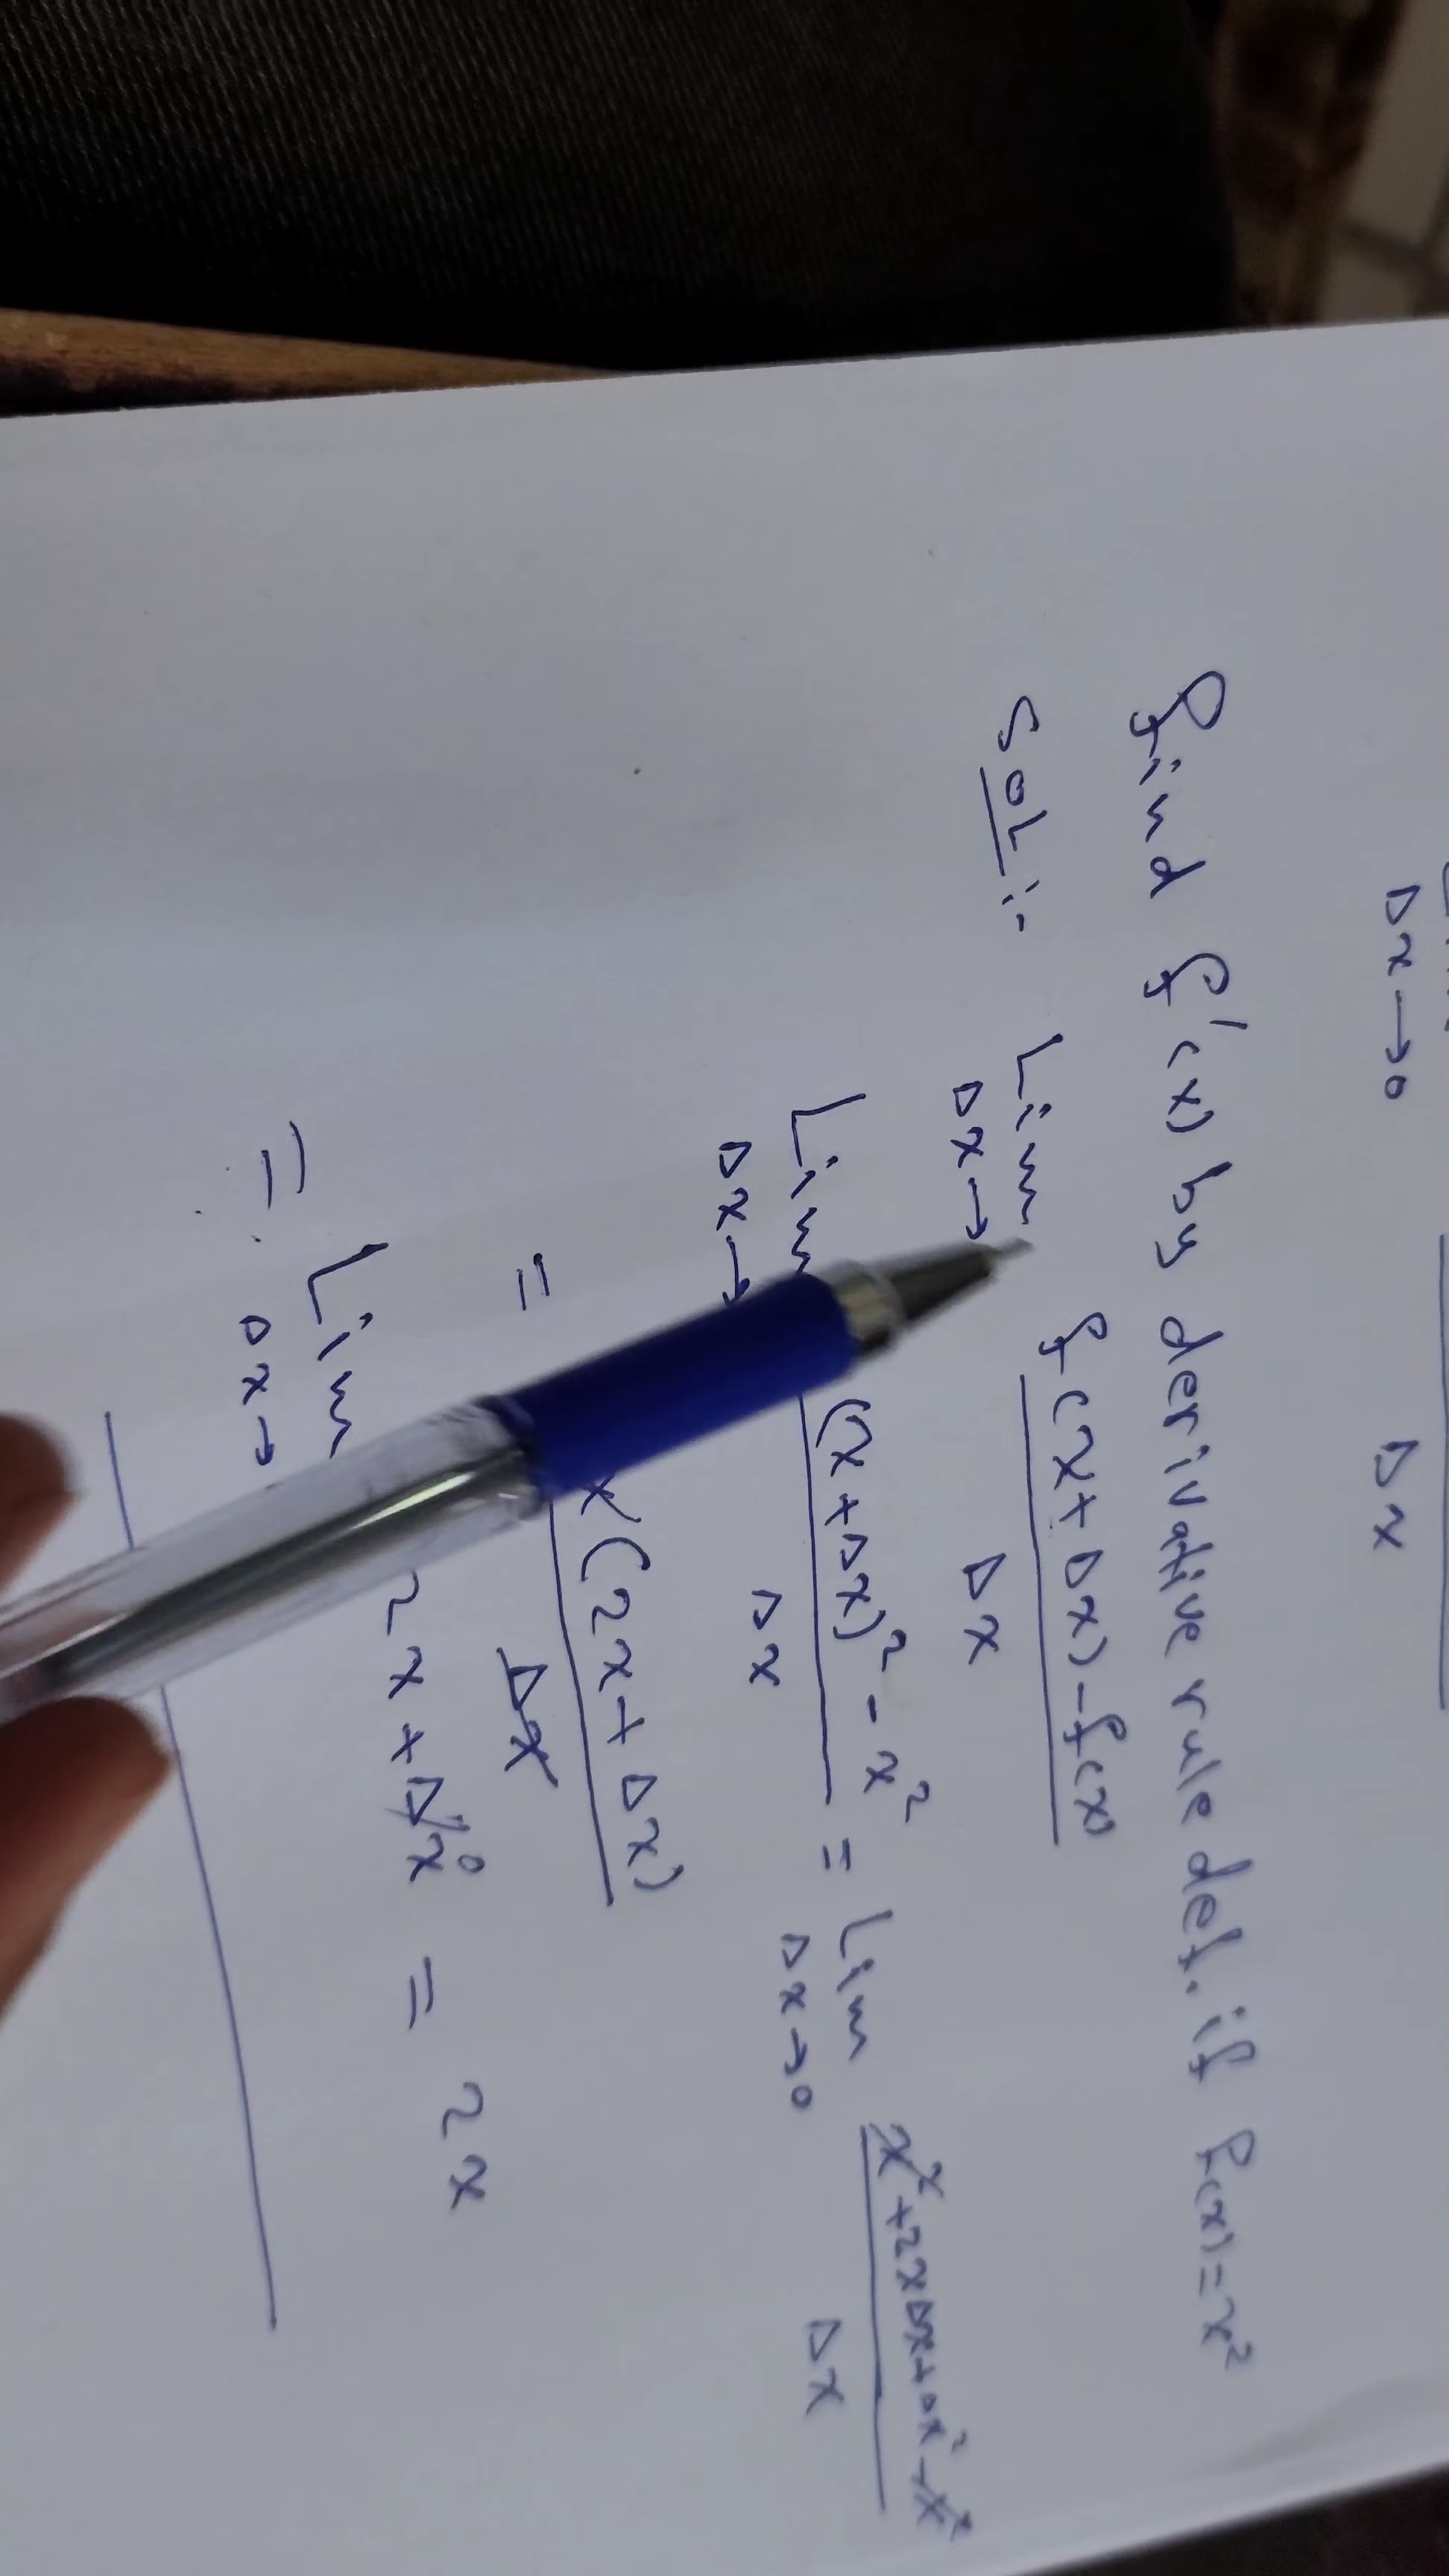 Δx→0 Δx
find f'(x) by derivative rule def. if f(x)=x²
SOL:- Lim f(x+Δx)-f(x)
Δx→ Δx
Lim (x+Δx)²-x² = Lim x²+2xΔx+Δx²-x²
Δx→ Δx Δx→0 Δx
= x(2x+Δx)
Δx
= Lim 2x+Δx⁰ = 2x
Δx→